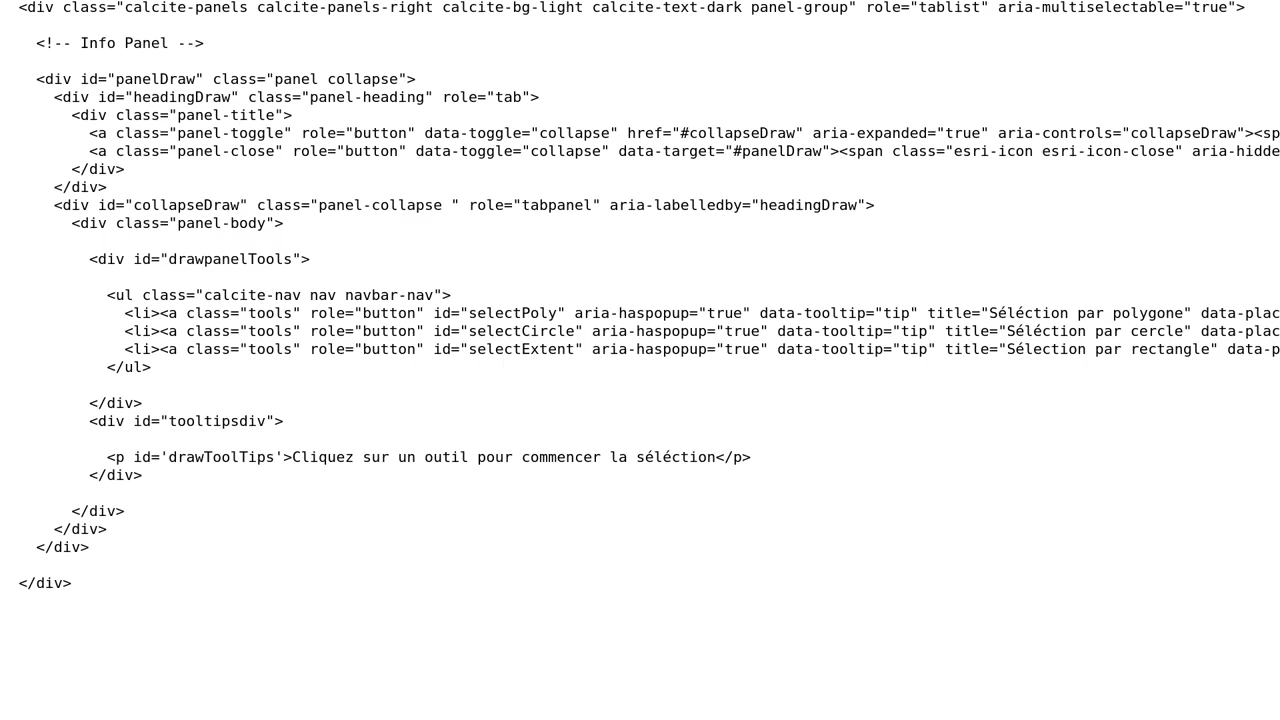 <div class="calcite-panels calcite-panels-right calcite-bg-light calcite-text-dark panel-group" role="tablist" aria-multiselectable="true">
<!-- Info Panel -->
<div id="panelDraw" class="panel collapse">
<div id="headingDraw" class="panel-heading" role="tab">
<div class="panel-title">
<a class="panel-toggle" role="button" data-toggle="collapse" href="#collapseDraw" aria-expanded="true" aria-controls="collapseDraw"><sp
<a class="panel-close" role="button" data-toggle="collapse" data-target="#panelDraw"><span class="esri-icon esri-icon-close" aria-hidde
</div>
</div>
<div id="collapseDraw" class="panel-collapse " role="tabpanel" aria-labelledby="headingDraw">
<div class="panel-body">
<div id="drawpanelTools">
<ul class="calcite-nav nav navbar-nav">
<li><a class="tools" role="button" id="selectPoly" aria-haspopup="true" data-tooltip="tip" title="Séléction par polygone" data-plac
<li><a class="tools" role="button" id="selectCircle" aria-haspopup="true" data-tooltip="tip" title="Séléction par cercle" data-plac
<li><a class="tools" role="button" id="selectExtent" aria-haspopup="true" data-tooltip="tip" title="Sélection par rectangle" data-p
</ul>
</div>
<div id="tooltipsdiv">
<p id='drawToolTips'>Cliquez sur un outil pour commencer la séléction</p>
</div>
</div>
</div>
</div>
</div>